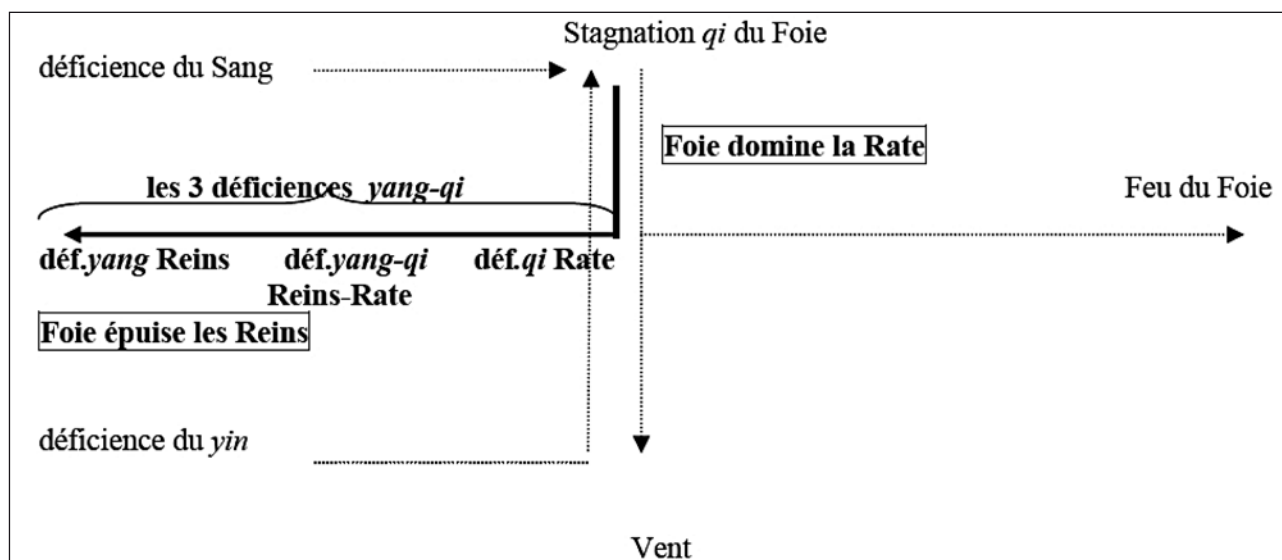 Stagnation qi du Foie
déficience du Sang
Foie domine la Rate
les 3 déficiences yang-qi
Feu du Foie
déf.yang Reins déf.yang-qi déf.qi Rate
Reins-Rate
Foie épuise les Reins
déficience du yin
Vent